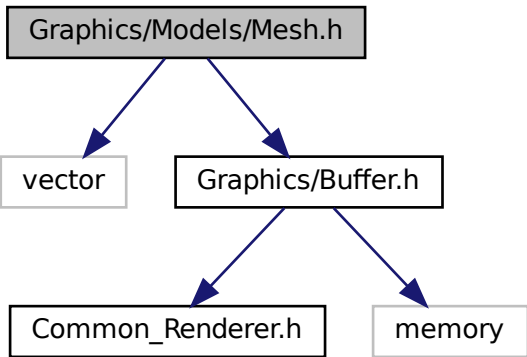 Graphics/Models/Mesh.h
vector
Graphics/Buffer.h
Common_Renderer.h
memory